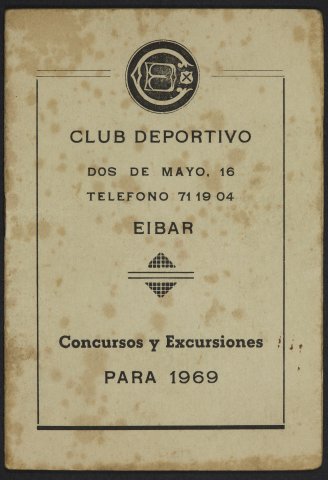 CLUB DEPORTIVO
DOS DE MAYO, 16
TELEFONO 71 19 04
EIBAR
Concursos y Excursiones
PARA 1969